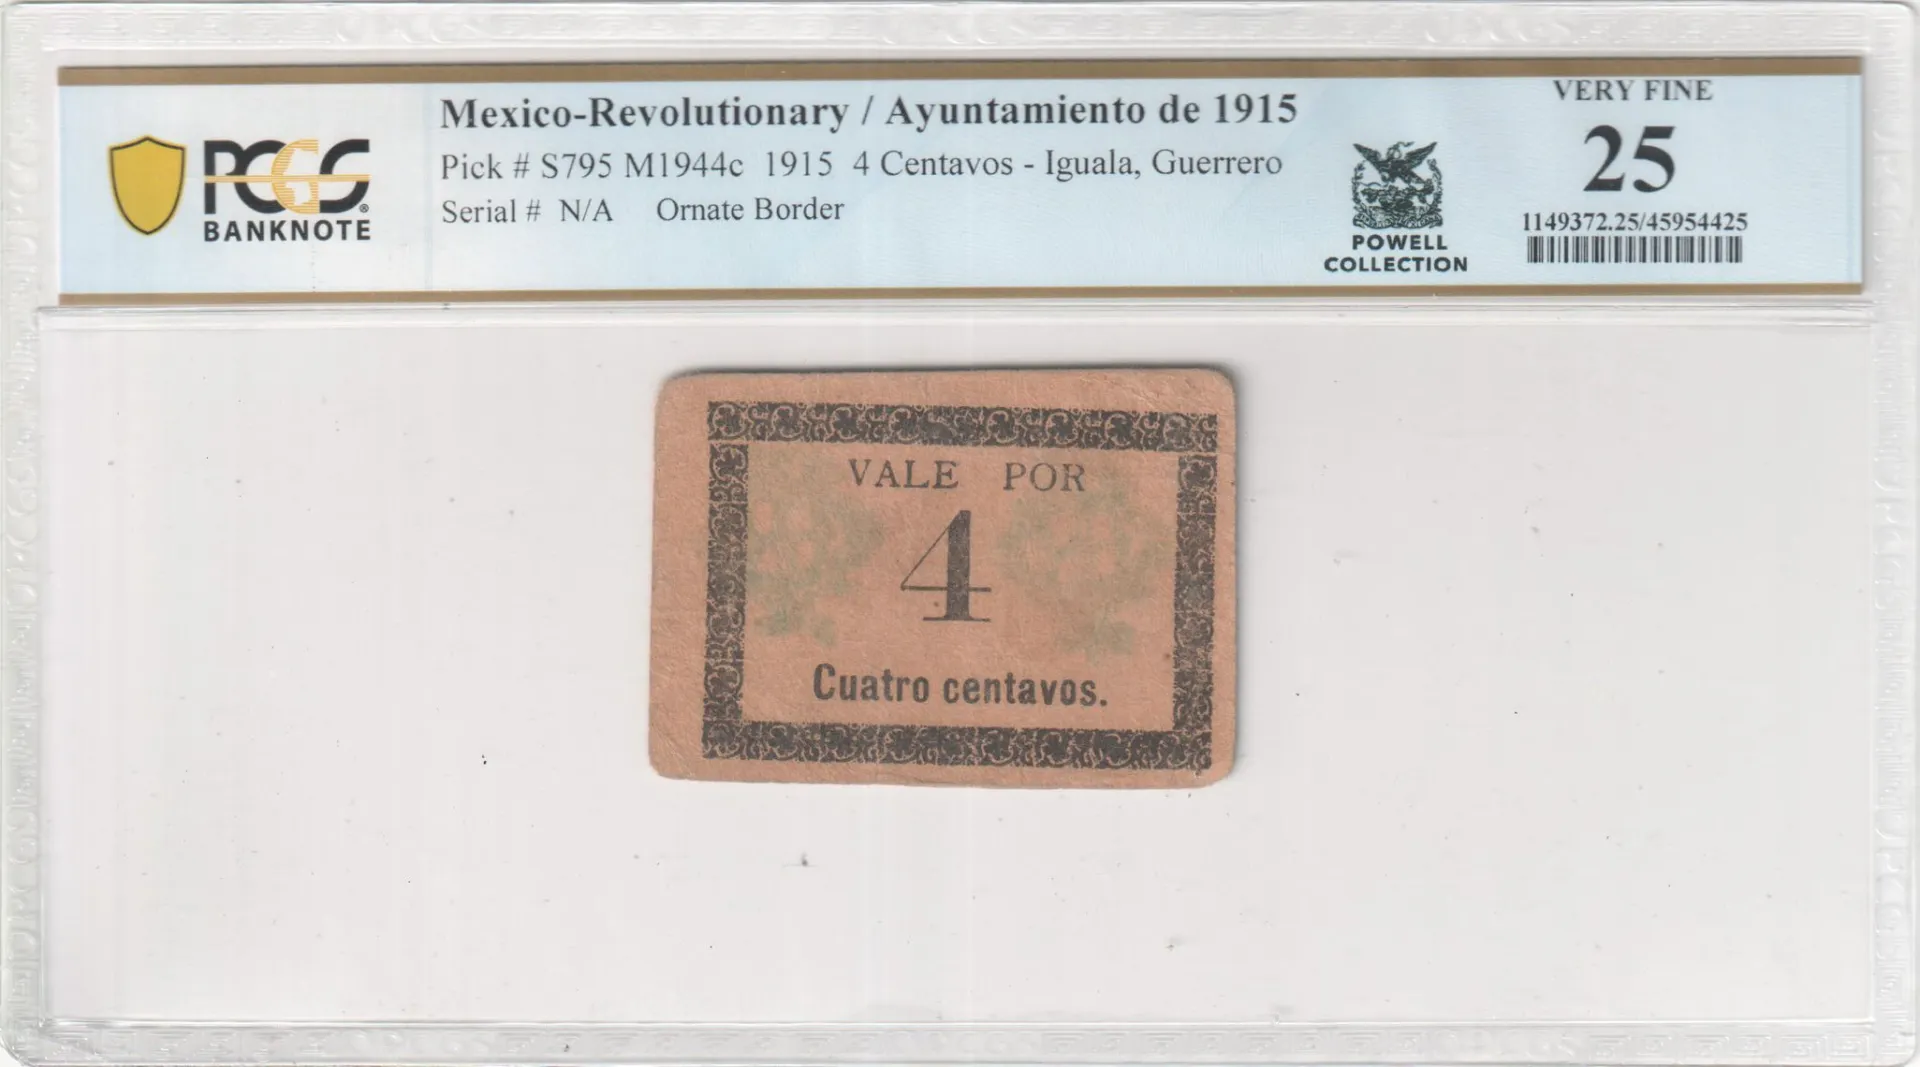 Mexico-Revolutionary / Ayuntamiento de 1915
Pick # S795 M1944c 1915 4 Centavos - Iguala, Guerrero
Serial # N/A Ornate Border
PCGS®
BANKNOTE
POWELL
COLLECTION
VERY FINE
25
1149372.25/45954425
VALE POR
4
Cuatro centavos.